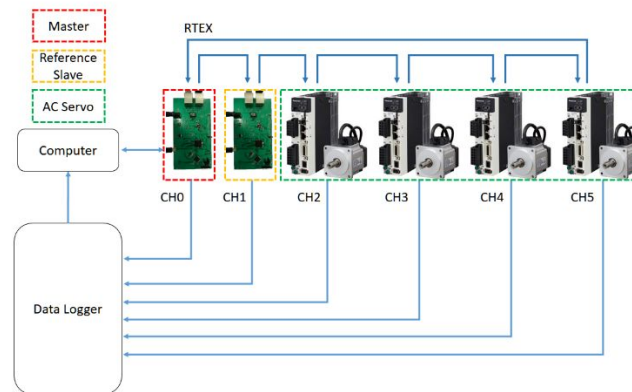 Master
RTEX
Reference
Slave
AC Servo
Computer
CH0
CH1
CH2
CH3
CH4
CH5
Data Logger